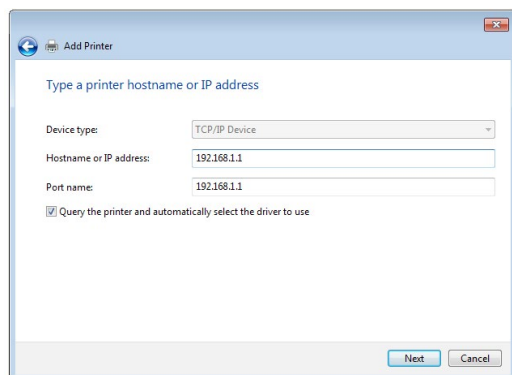 Add Printer
Type a printer hostname or IP address
Device type: TCP/IP Device
Hostname or IP address: 192.168.1.1
Port name: 192.168.1.1
Query the printer and automatically select the driver to use
Next Cancel